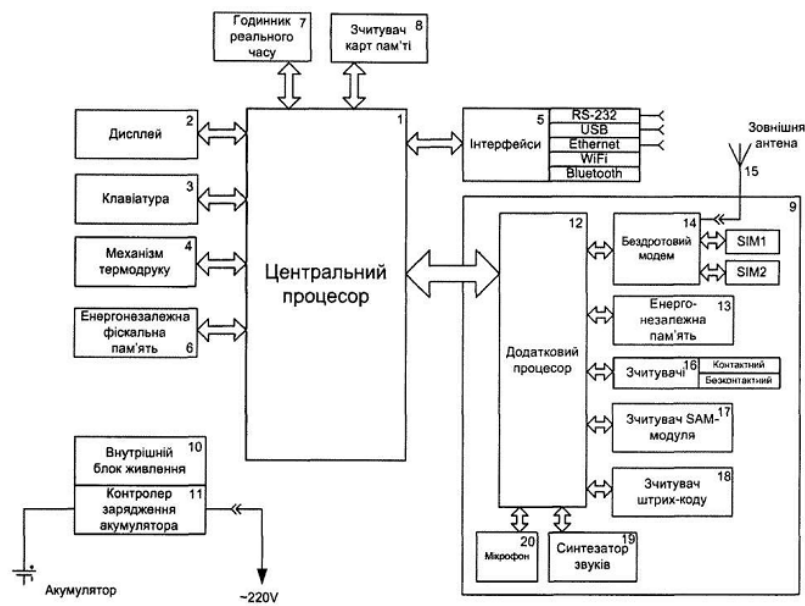 Годинник 7
реального
часу
Зчитувач 8
карт пам'яті
Дисплей 2
Клавіатура 3
Механізм 4
термодруку
Енергонезалежна
фіскальна
пам'ять 6
Центральний 1
процесор
Інтерфейси 5
RS-232
USB
Ethernet
WiFi
Bluetooth
Зовнішня
антена
15
9
Додатковий 12
процесор
Бездротовий 14
модем
SIM1
SIM2
Енерго- 13
незалежна
пам'ять
Зчитувачі 16
Контактний
Безконтактний
Зчитувач SAM- 17
модуля
Зчитувач 18
штрих-коду
Мікрофон 20
Синтезатор 19
звуків
Внутрішній 10
блок живлення
Контролер 11
зарядження
акумулятора
Акумулятор
~220V